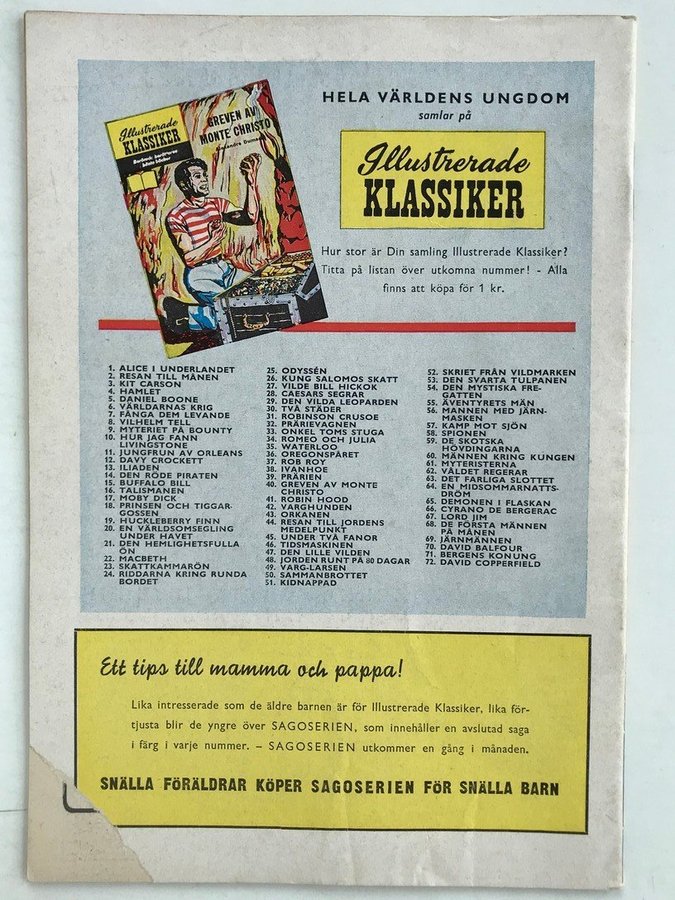 HELA VÄRLDENS UNGDOM
samlar på
Illustrerade
KLASSIKER
Illustrerade
KLASSIKER
GREVEN AV
MONTE CHRISTO
Hur stor är Din samling Illustrerade Klassiker?
Titta på listan över utkomna nummer! - Alla
finns att köpa för 1 kr.
1. ALICE I UNDERLANDET
2. RESAN TILL MÅNEN
3. KIT CARSON
4. HAMLET
5. DANIEL BOONE
6. VÄRLDARNAS KRIG
7. FÅNGA DEM LEVANDE
8. VILHELM TELL
9. MYTERIET PÅ BOUNTY
10. HUR JAG FANN
LIVINGSTONE
11. JUNGFRUN AV ORLEANS
12. DAVY CROCKETT
13. ILIADEN
14. DEN RÖDE PIRATEN
15. BUFFALO BILL
16. TALISMANEN
17. MOBY DICK
18. PRINSEN OCH TIGGAR-
GOSSEN
19. HUCKLEBERRY FINN
20. EN VÄRLDSOMSEGLING
UNDER HAVET
21. DEN HEMLIGHETSFULLA
ÖN
22. MACBETH
23. SKATTKAMMARÖN
24. RIDDARNA KRING RUNDA
BORDET
25. ODYSSÉN
26. KUNG SALOMOS SKATT
27. VILDE BILL HICKOK
28. CAESARS SEGRAR
29. DEN VILDA LEOPARDEN
30. TVÅ STÄDER
31. ROBINSON CRUSOE
32. PRÄRIEVAGNEN
33. ONKEL TOMS STUGA
34. ROMEO OCH JULIA
35. WATERLOO
36. OREGONSPÅRET
37. ROB ROY
38. IVANHOE
39. PRÄRIEN
40. GREVEN AV MONTE
CHRISTO
41. ROBIN HOOD
42. VARGHUNDEN
43. ORKANEN
44. RESAN TILL JORDENS
MEDELPUNKT
45. UNDER TVÅ FANOR
46. TIDSMASKINEN
47. DEN LILLE VILDEN
48. JORDEN RUNT PÅ 80 DAGAR
49. VARG-LARSEN
50. SAMMANBROTTET
51. KIDNAPPAD
52. SKRIET FRÅN VILDMARKEN
53. DEN SVARTA TULPANEN
54. DEN MYSTISKA FRE-
GATTEN
55. ÄVENTYRETS MÄN
56. MANNEN MED JÄRN-
MASKEN
57. KAMP MOT SJÖN
58. SPIONEN
59. DE SKOTSKA
HÖVDINGARNA
60. MÄNNEN KRING KUNGEN
61. MYTERISTERNA
62. VÅLDET REGERAR
63. DET FARLIGA SLOTTET
64. EN MIDSOMMARNATTS-
DRÖM
65. DEMONEN I FLASKAN
66. CYRANO DE BERGERAC
67. LORD JIM
68. DE FÖRSTA MÄNNEN
PÅ MÅNEN
69. JÄRNMANNEN
70. DAVID BALFOUR
71. BERGENS KONUNG
72. DAVID COPPERFIELD
Ett tips till mamma och pappa!
Lika intresserade som de äldre barnen är för Illustrerade Klassiker, lika för-
tjusta blir de yngre över SAGOSERIEN, som innehåller en avslutad saga
i färg i varje nummer. – SAGOSERIEN utkommer en gång i månaden.
SNÄLLA FÖRÄLDRAR KÖPER SAGOSERIEN FÖR SNÄLLA BARN